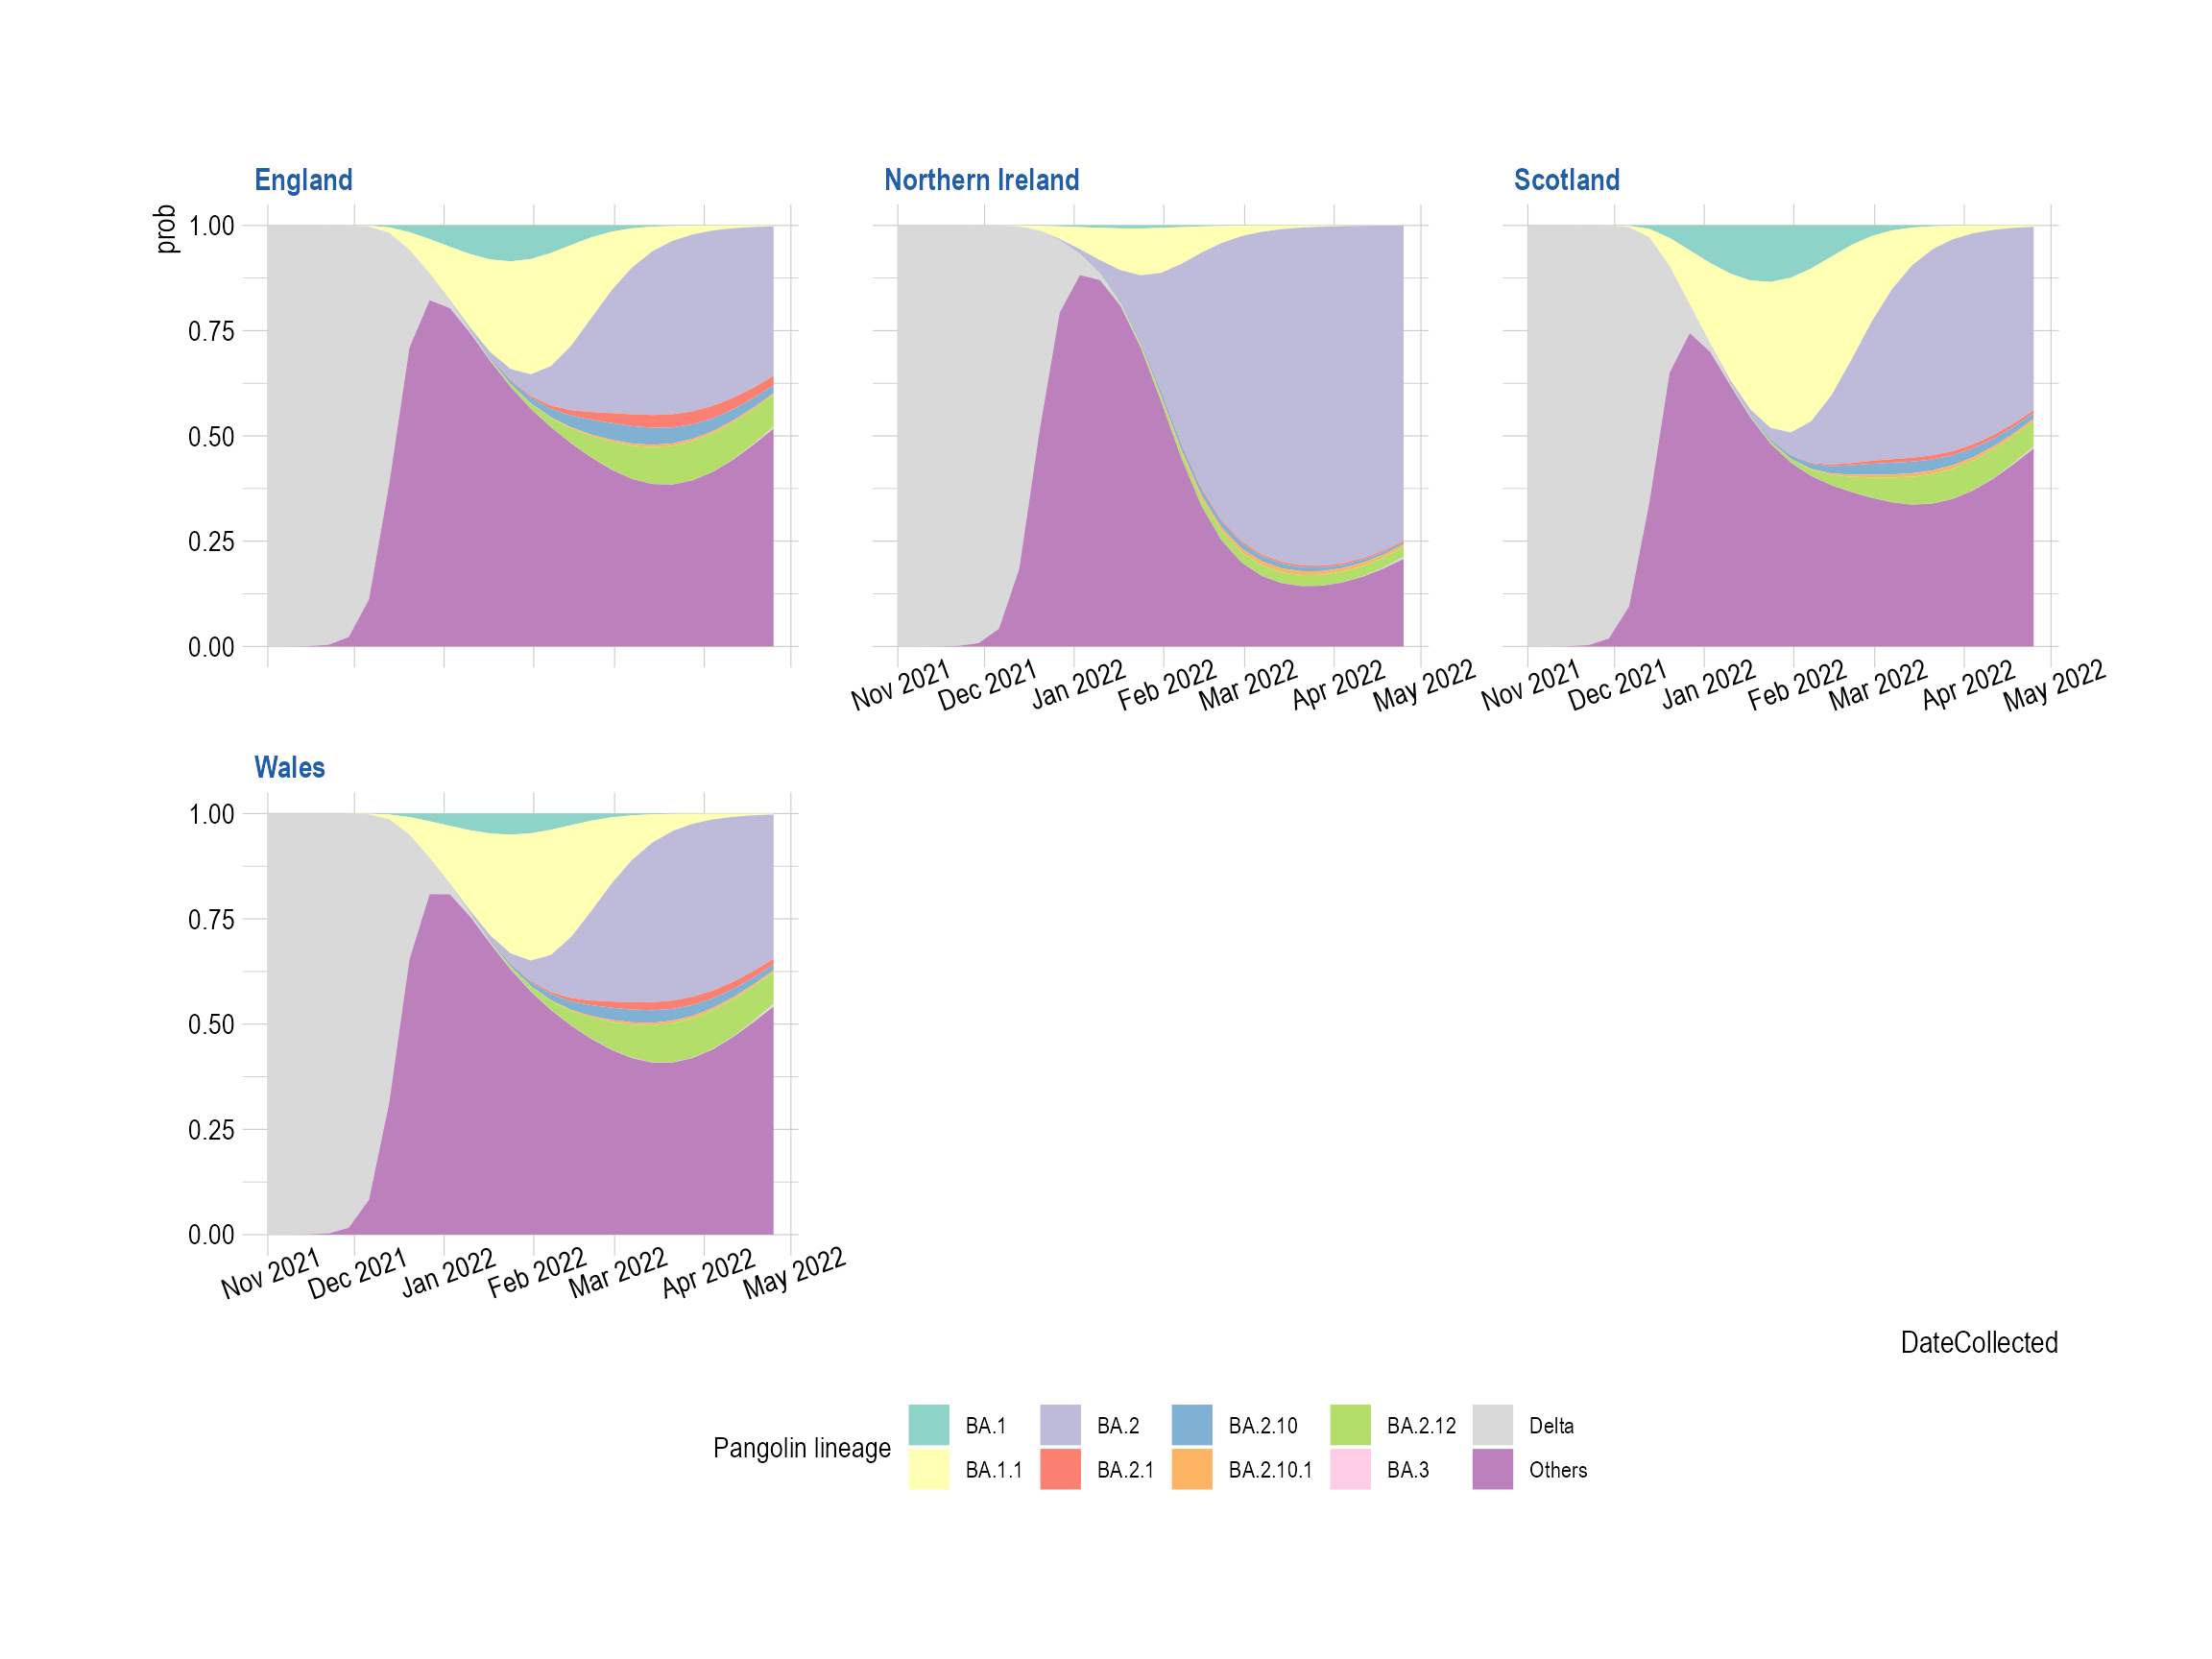 England
Northern Ireland
Scotland
prob
1.00
0.75
0.50
0.25
0.00
Nov 2021 Dec 2021 Jan 2022 Feb 2022 Mar 2022 Apr 2022 May 2022
Nov 2021 Dec 2021 Jan 2022 Feb 2022 Mar 2022 Apr 2022 May 2022
Wales
1.00
0.75
0.50
0.25
0.00
Nov 2021 Dec 2021 Jan 2022 Feb 2022 Mar 2022 Apr 2022 May 2022
DateCollected
Pangolin lineage
BA.1 BA.2 BA.2.10 BA.2.12 Delta
BA.1.1 BA.2.1 BA.2.10.1 BA.3 Others